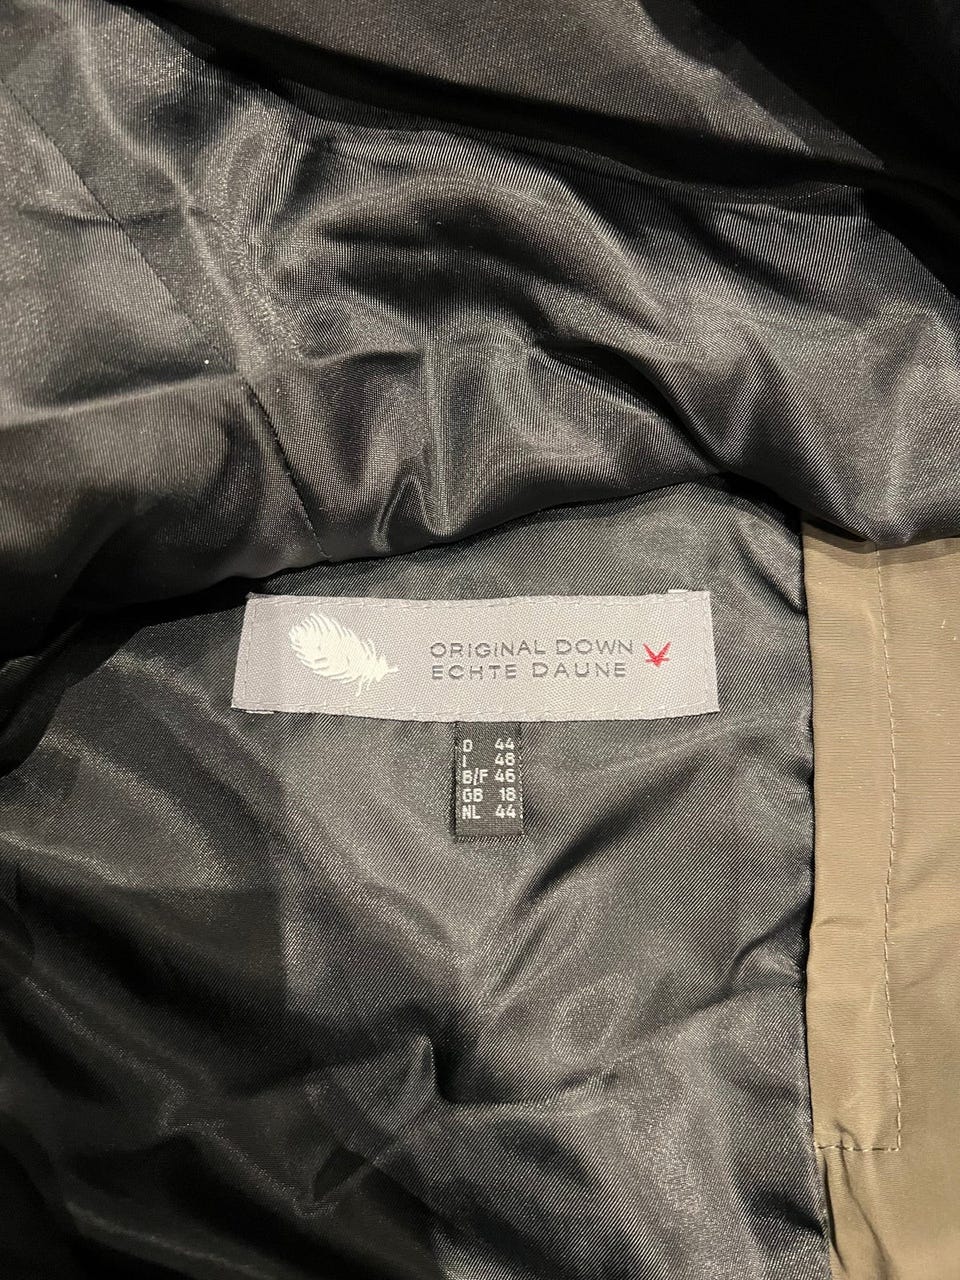 ORIGINAL DOWN
ECHTE DAUNE
D 44
I 48
B/F 46
GB 18
NL 44